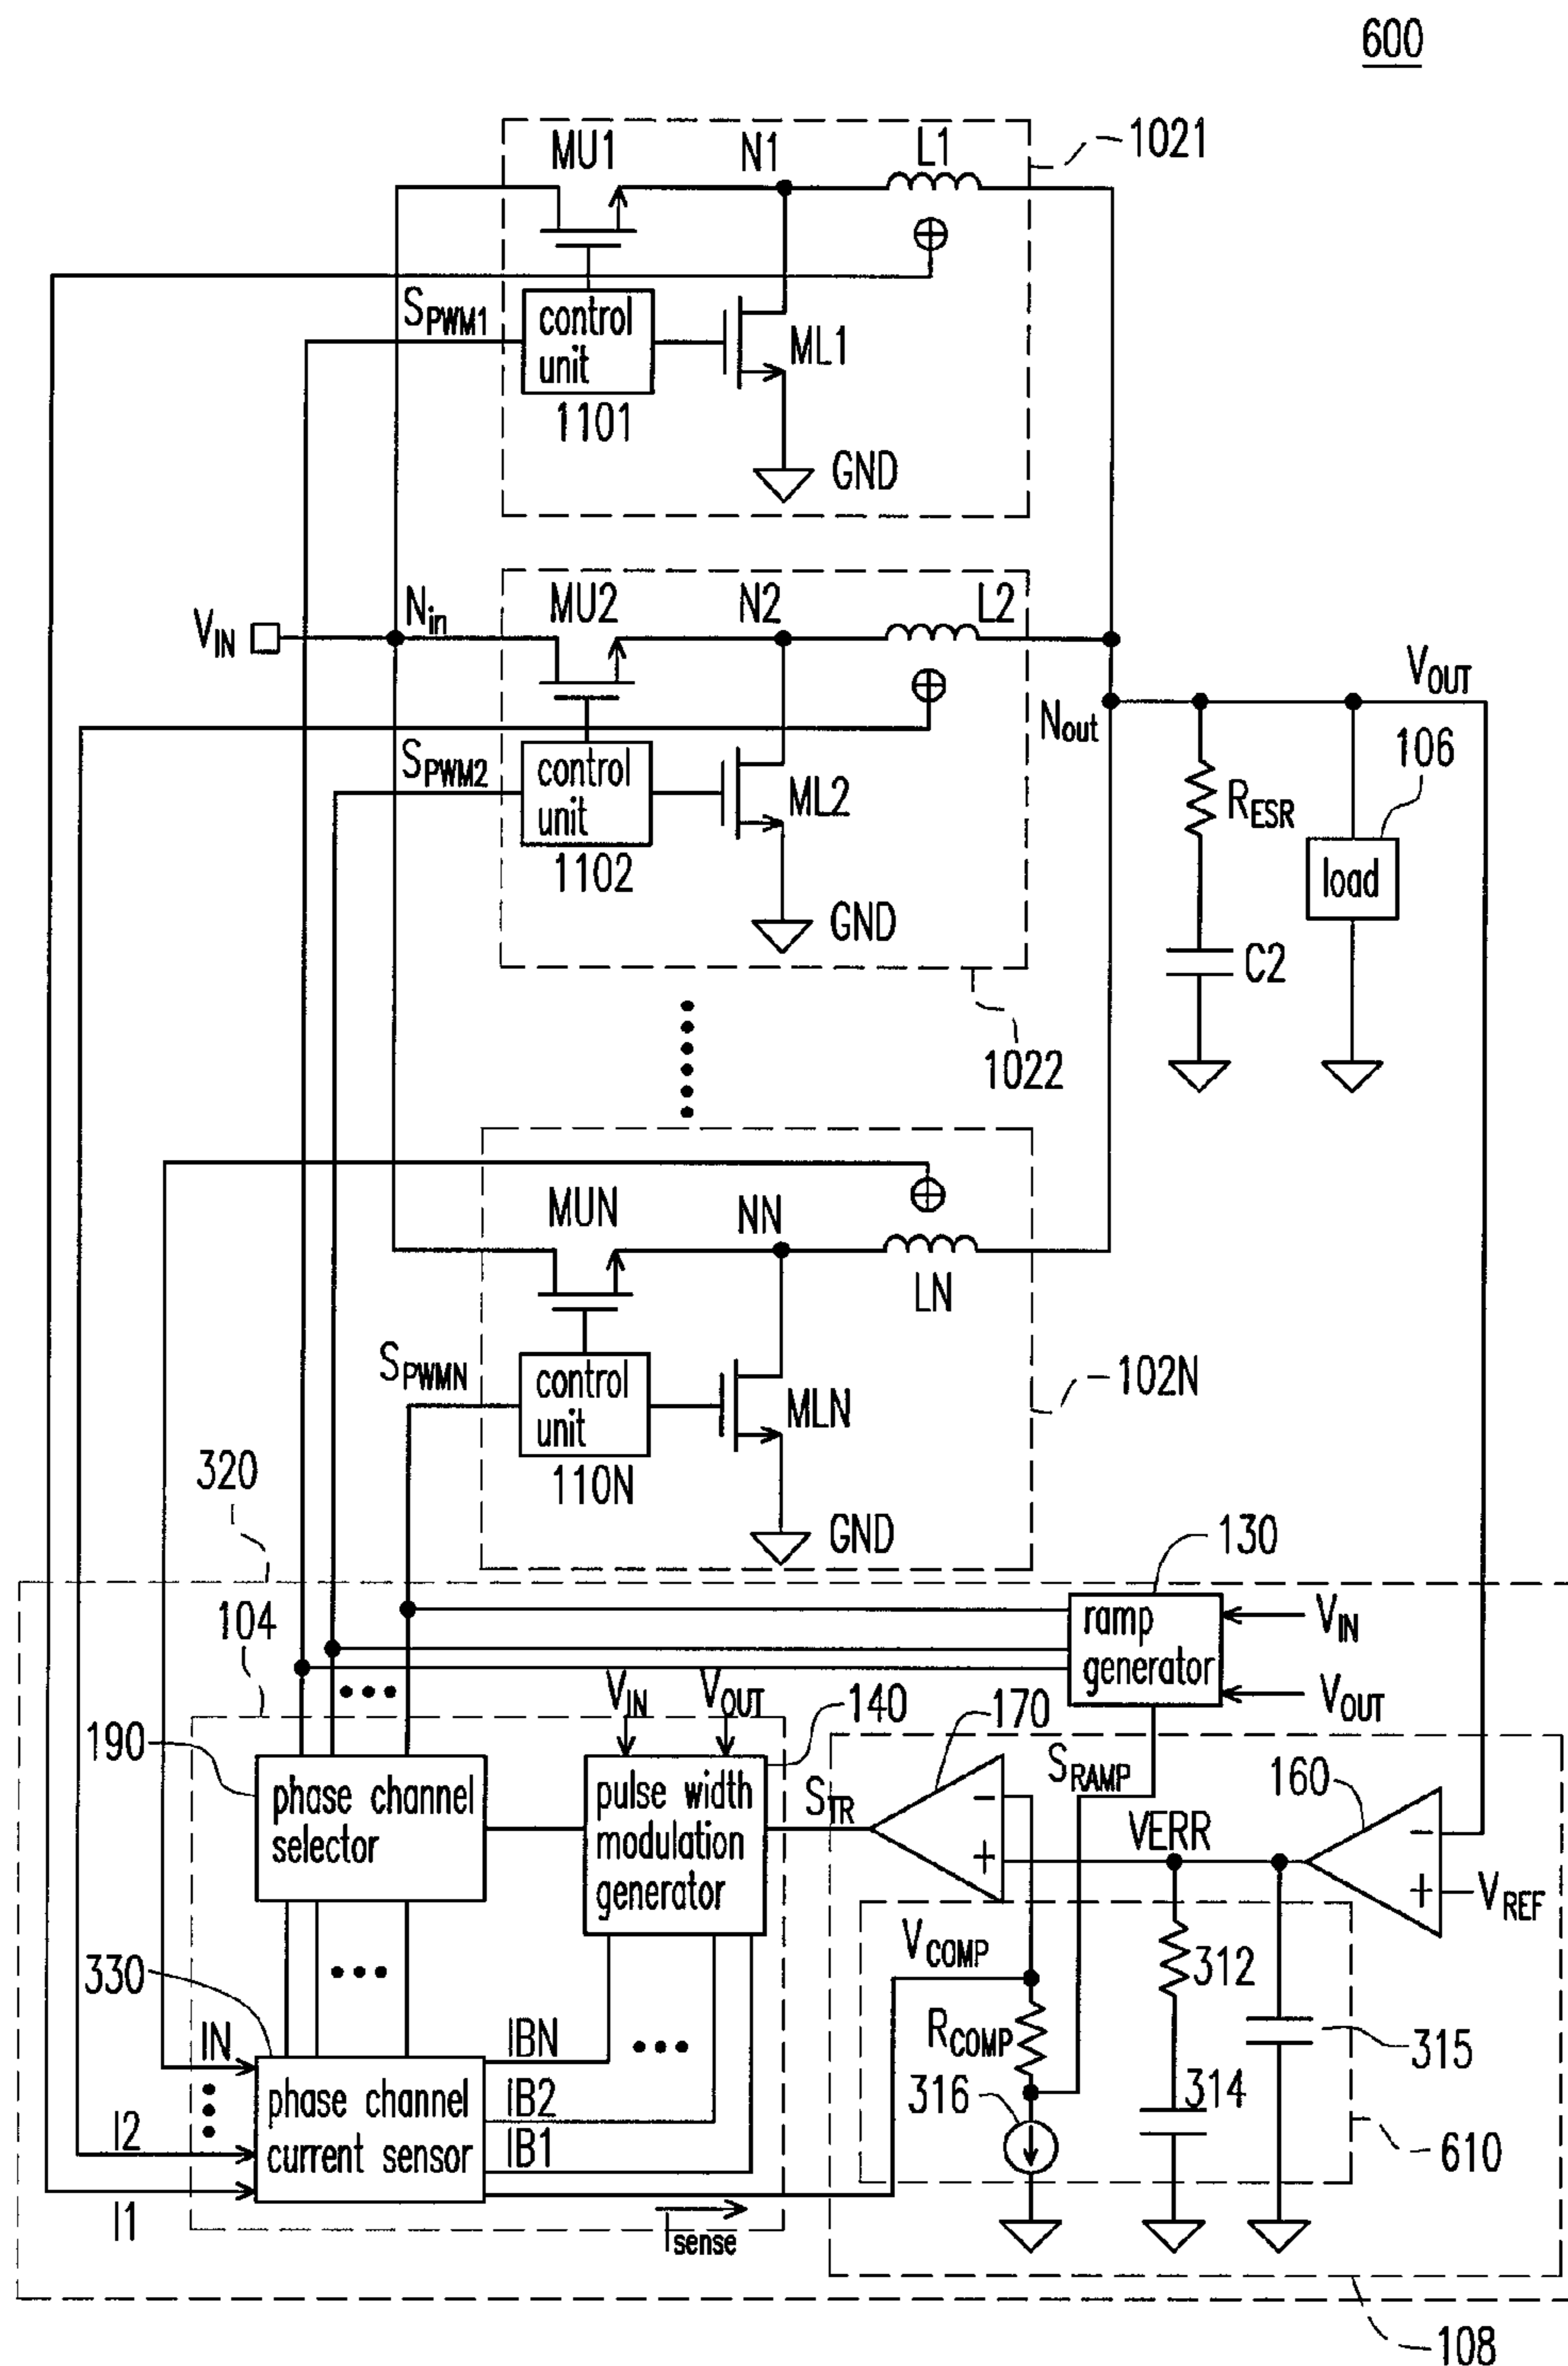 600
MU1
N1
L1
1021
SPWM1
control
unit
1101
ML1
GND
VIN
Nin
MU2
N2
L2
VOUT
Nout
SPWM2
control
unit
1102
ML2
GND
RESR
C2
106
load
1022
MUN
NN
LN
SPWMN
control
unit
110N
MLN
GND
102N
320
130
ramp
generator
VIN
VOUT
104
VIN
VOUT
140
190
phase channel
selector
pulse width
modulation
generator
STR
170
-
+
SRAMP
VERR
160
-
+
VREF
330
VCOMP
RCOMP
312
314
315
316
610
IN
I2
I1
phase channel
current sensor
IBN
IB2
IB1
Isense
108